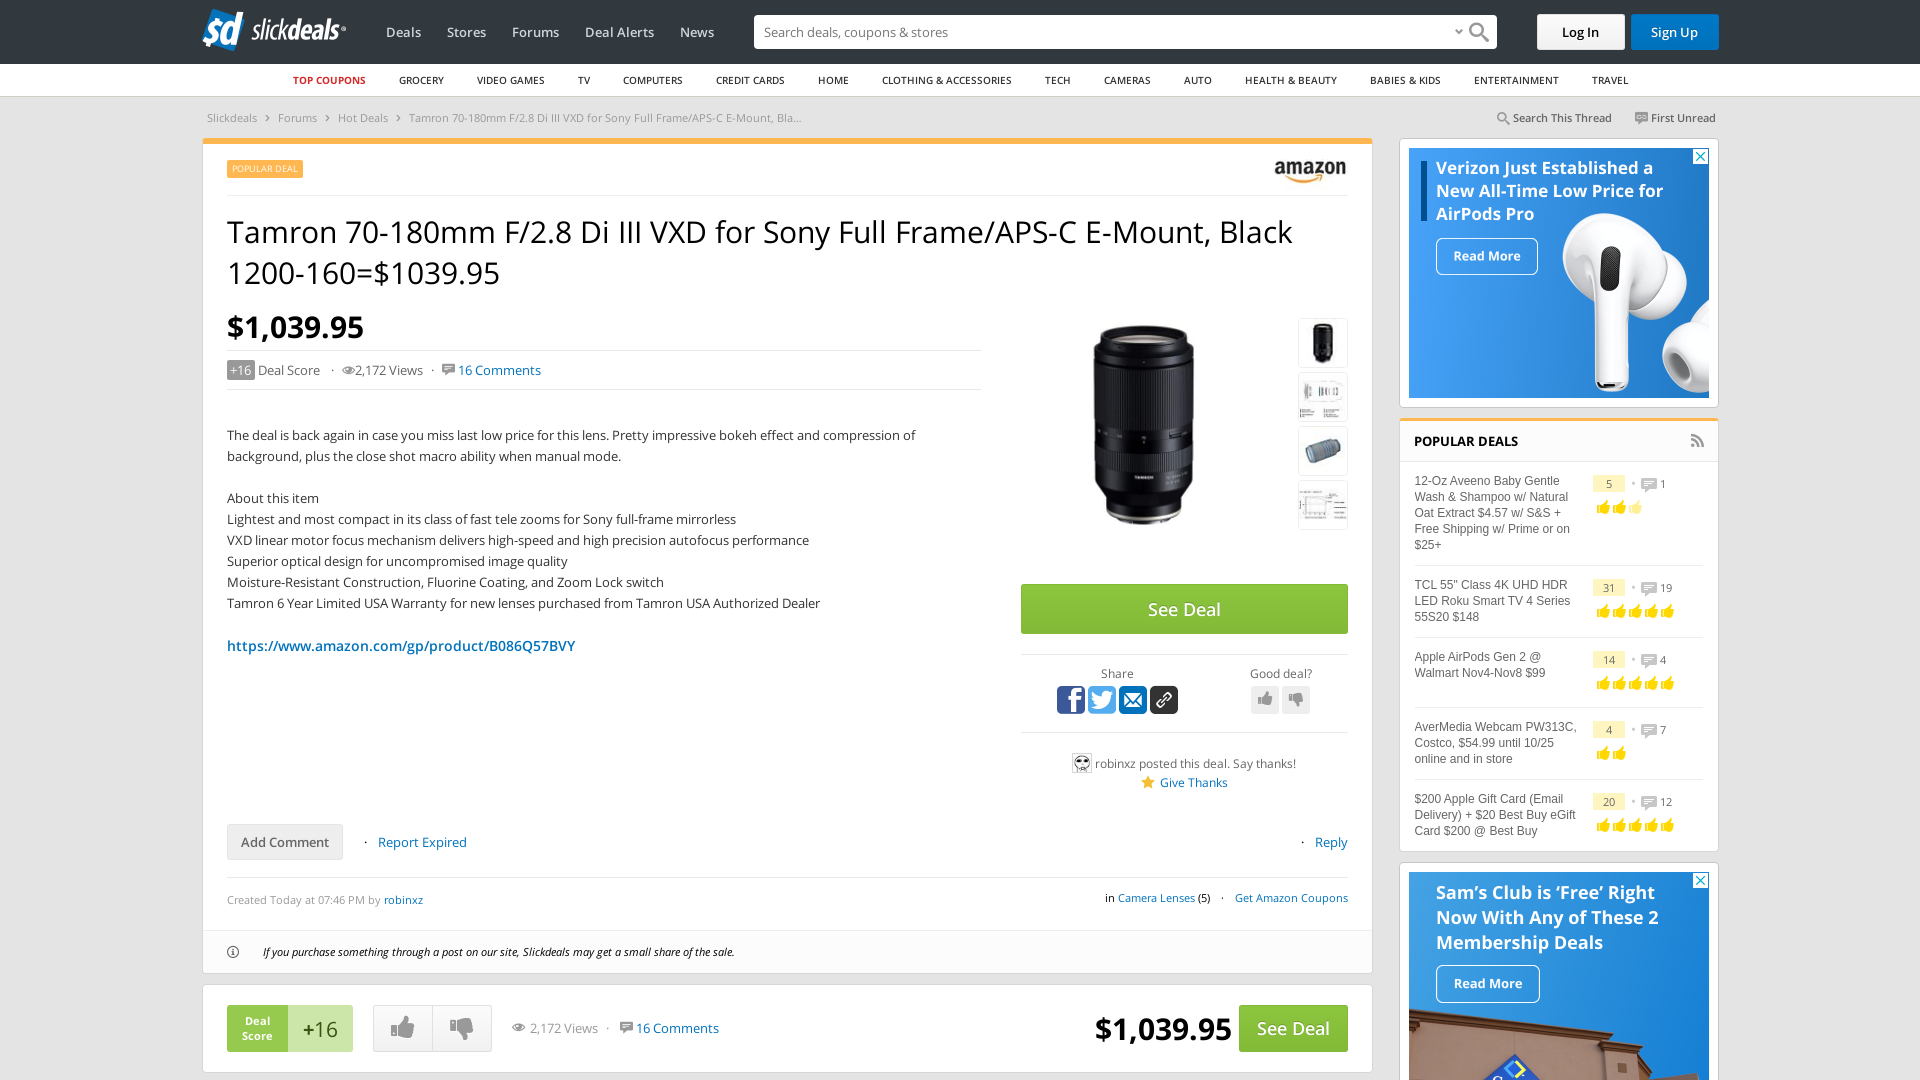 slickdeals
Deals
Stores
Forums
Deal Alerts
News
Search deals, coupons & stores
Log In
Sign Up
TOP COUPONS
GROCERY
VIDEO GAMES
TV
COMPUTERS
CREDIT CARDS
HOME
CLOTHING & ACCESSORIES
TECH
CAMERAS
AUTO
HEALTH & BEAUTY
BABIES & KIDS
ENTERTAINMENT
TRAVEL
Slickdeals > Forums > Hot Deals > Tamron 70-180mm F/2.8 Di III VXD for Sony Full Frame/APS-C E-Mount, Bla...
Search This Thread
First Unread
POPULAR DEAL
amazon
Tamron 70-180mm F/2.8 Di III VXD for Sony Full Frame/APS-C E-Mount, Black
1200-160=$1039.95
$1,039.95
+16 Deal Score · 2,172 Views · 16 Comments
The deal is back again in case you miss last low price for this lens. Pretty impressive bokeh effect and compression of
background, plus the close shot macro ability when manual mode.
About this item
Lightest and most compact in its class of fast tele zooms for Sony full-frame mirrorless
VXD linear motor focus mechanism delivers high-speed and high precision autofocus performance
Superior optical design for uncompromised image quality
Moisture-Resistant Construction, Fluorine Coating, and Zoom Lock switch
Tamron 6 Year Limited USA Warranty for new lenses purchased from Tamron USA Authorized Dealer
https://www.amazon.com/gp/product/B086Q57BVY
TAMRON
See Deal
Share
Good deal?
robinxz posted this deal. Say thanks!
Give Thanks
Add Comment
· Report Expired
· Reply
Created Today at 07:46 PM by robinxz
in Camera Lenses (5) · Get Amazon Coupons
If you purchase something through a post on our site, Slickdeals may get a small share of the sale.
Deal
Score
+16
2,172 Views · 16 Comments
$1,039.95
See Deal
Verizon Just Established a
New All-Time Low Price for
AirPods Pro
Read More
POPULAR DEALS
12-Oz Aveeno Baby Gentle
Wash & Shampoo w/ Natural
Oat Extract $4.57 w/ S&S +
Free Shipping w/ Prime or on
$25+
5 • 1
TCL 55" Class 4K UHD HDR
LED Roku Smart TV 4 Series
55S20 $148
31 • 19
Apple AirPods Gen 2 @
Walmart Nov4-Nov8 $99
14 • 4
AverMedia Webcam PW313C,
Costco, $54.99 until 10/25
online and in store
4 • 7
$200 Apple Gift Card (Email
Delivery) + $20 Best Buy eGift
Card $200 @ Best Buy
20 • 12
Sam's Club is 'Free' Right
Now With Any of These 2
Membership Deals
Read More